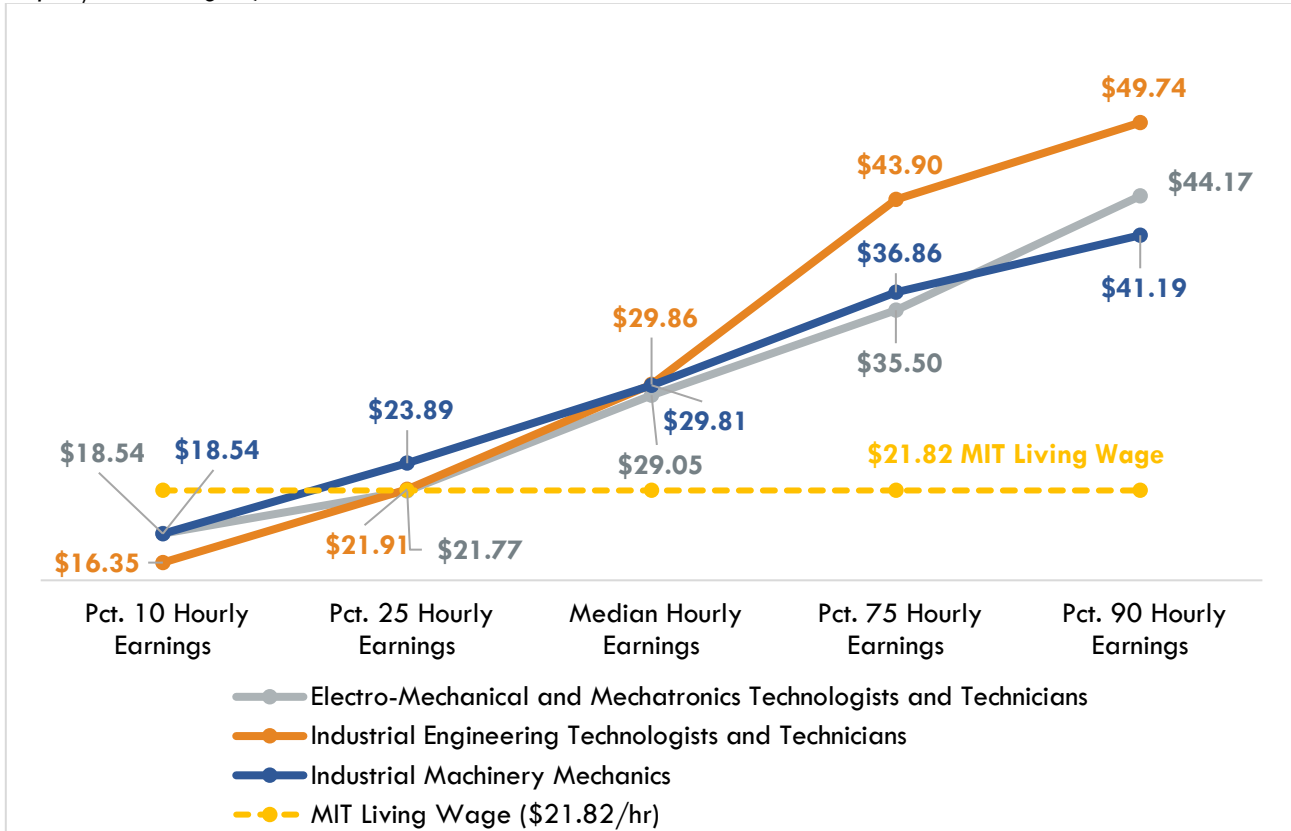 $49.74
$43.90
$44.17
$36.86
$41.19
$29.86
$35.50
$23.89
$29.81
$18.54
$18.54
$29.05
$21.82 MIT Living Wage
$21.91
$21.77
$16.35
Pct. 10 Hourly
Earnings
Pct. 25 Hourly
Earnings
Median Hourly
Earnings
Pct. 75 Hourly
Earnings
Pct. 90 Hourly
Earnings
Electro-Mechanical and Mechatronics Technologists and Technicians
Industrial Engineering Technologists and Technicians
Industrial Machinery Mechanics
MIT Living Wage ($21.82/hr)